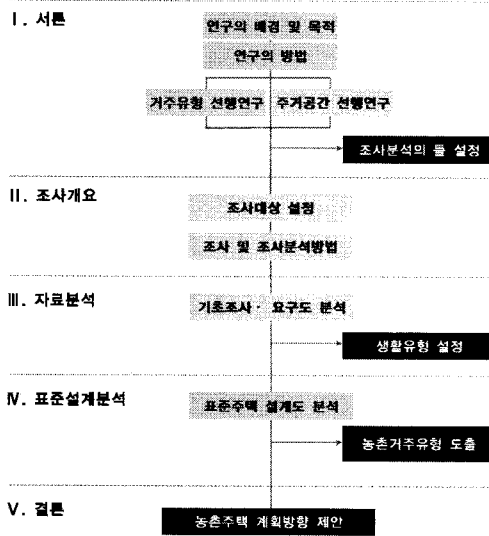 Ⅰ. 서론
연구의 배경 및 목적
연구의 방법
거주유형 선행연구
주거공간 선행연구
조사분석의 틀 설정
Ⅱ. 조사개요
조사대상 설정
조사 및 조사분석방법
Ⅲ. 자료분석
기초조사 · 요구도 분석
생활유형 설정
Ⅳ. 표준설계분석
표준주택 설계도 분석
농촌거주유형 도출
Ⅴ. 결론
농촌주택 계획방향 제안